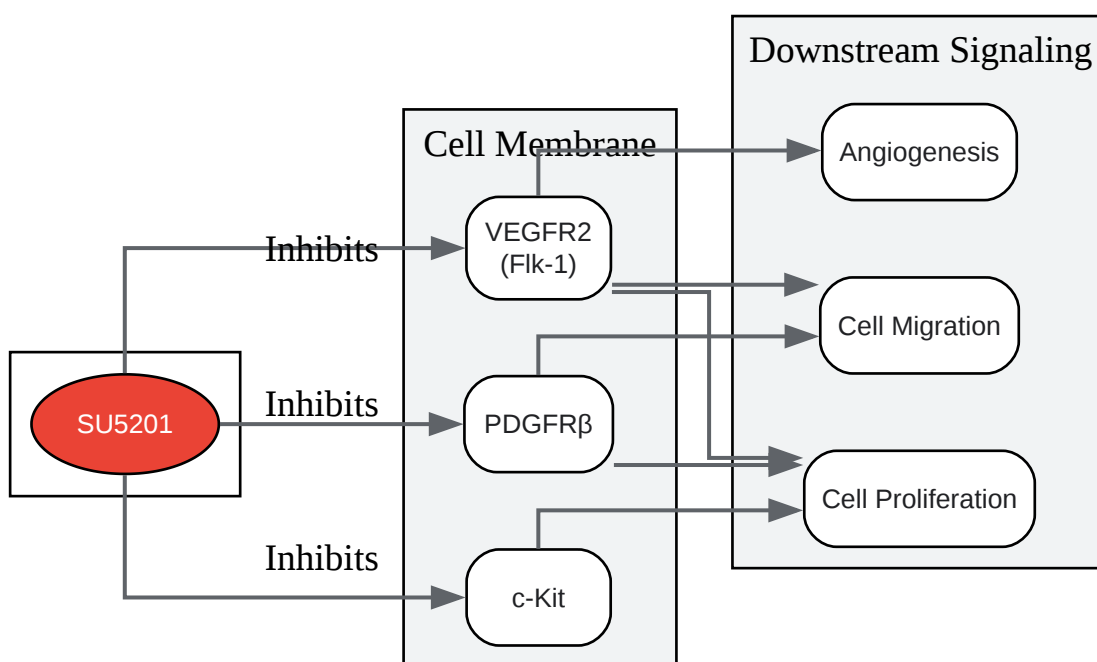 Downstream Signaling
Cell Membrane
Angiogenesis
VEGFR2
(Flk-1)
Inhibits
Cell Migration
SU5201
Inhibits
PDGFRβ
Cell Proliferation
Inhibits
c-Kit